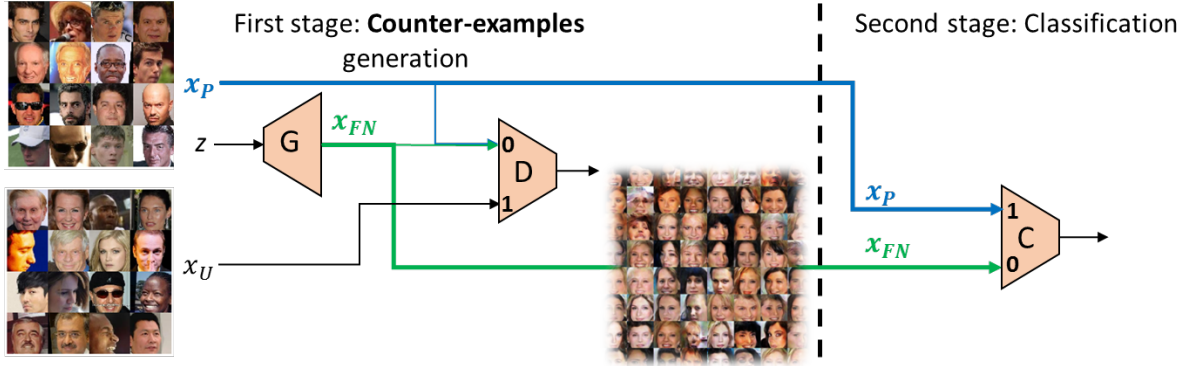 First stage: Counter-examples
generation
Second stage: Classification
x_P
z
G
x_FN
0
D
1
x_U
x_P
1
C
x_FN
0